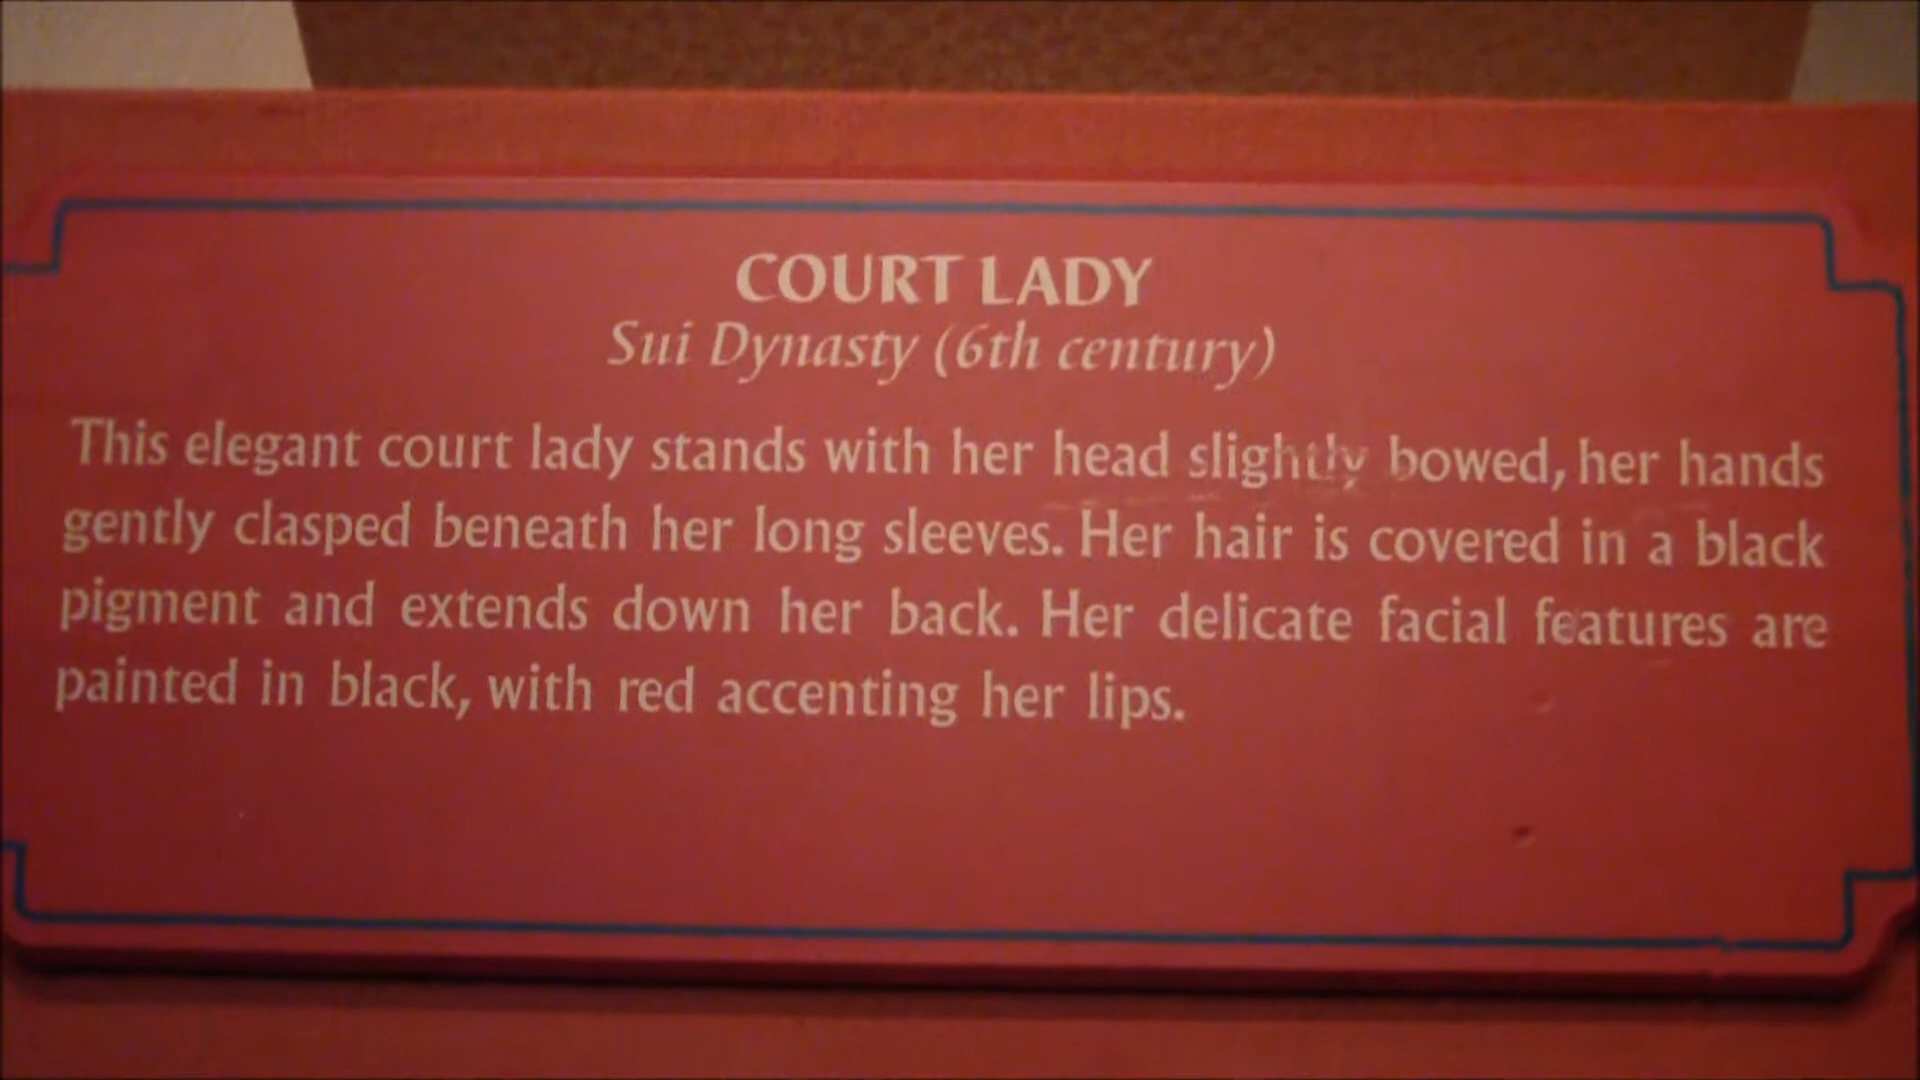 COURT LADY
Sui Dynasty (6th century)
This elegant court lady stands with her head slightly bowed, her hands
gently clasped beneath her long sleeves. Her hair is covered in a black
pigment and extends down her back. Her delicate facial features are
painted in black, with red accenting her lips.